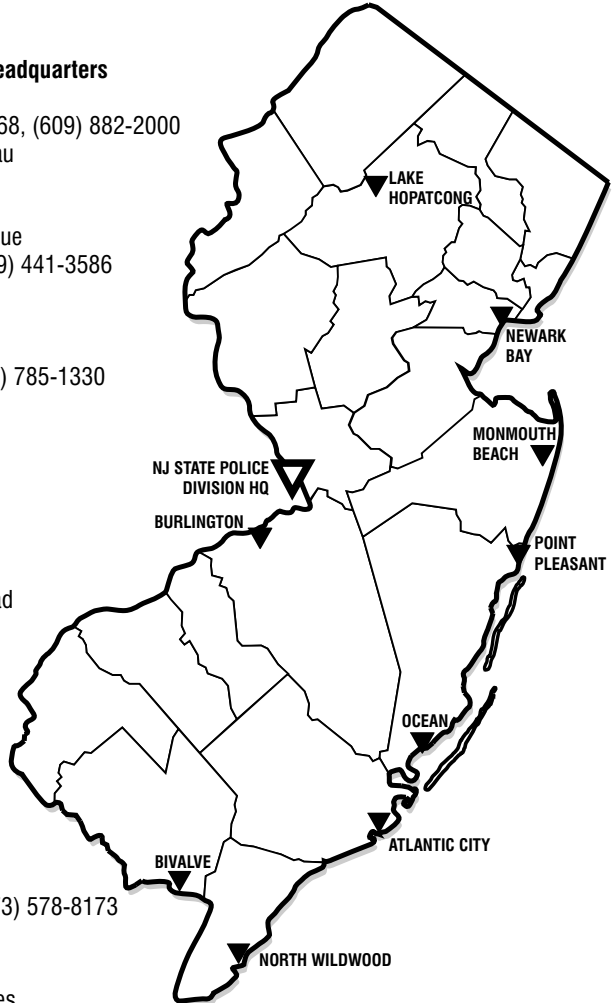 eadquarters
68, (609) 882-2000
au
ue
9) 441-3586
) 785-1330
ad
3) 578-8173
es
LAKE
HOPATCONG
NEWARK
BAY
MONMOUTH
BEACH
NJ STATE POLICE
DIVISION HQ
BURLINGTON
POINT
PLEASANT
OCEAN
ATLANTIC CITY
BIVALVE
NORTH WILDWOOD